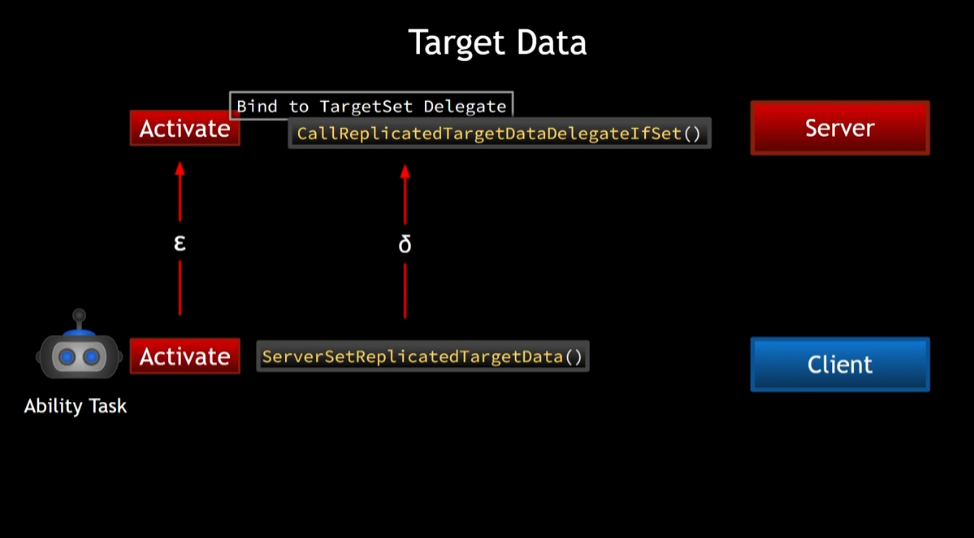 Target Data
Bind to TargetSet Delegate
Activate
CallReplicatedTargetDataDelegateIfSet()
Server
ε
δ
Activate
ServerSetReplicatedTargetData()
Client
Ability Task